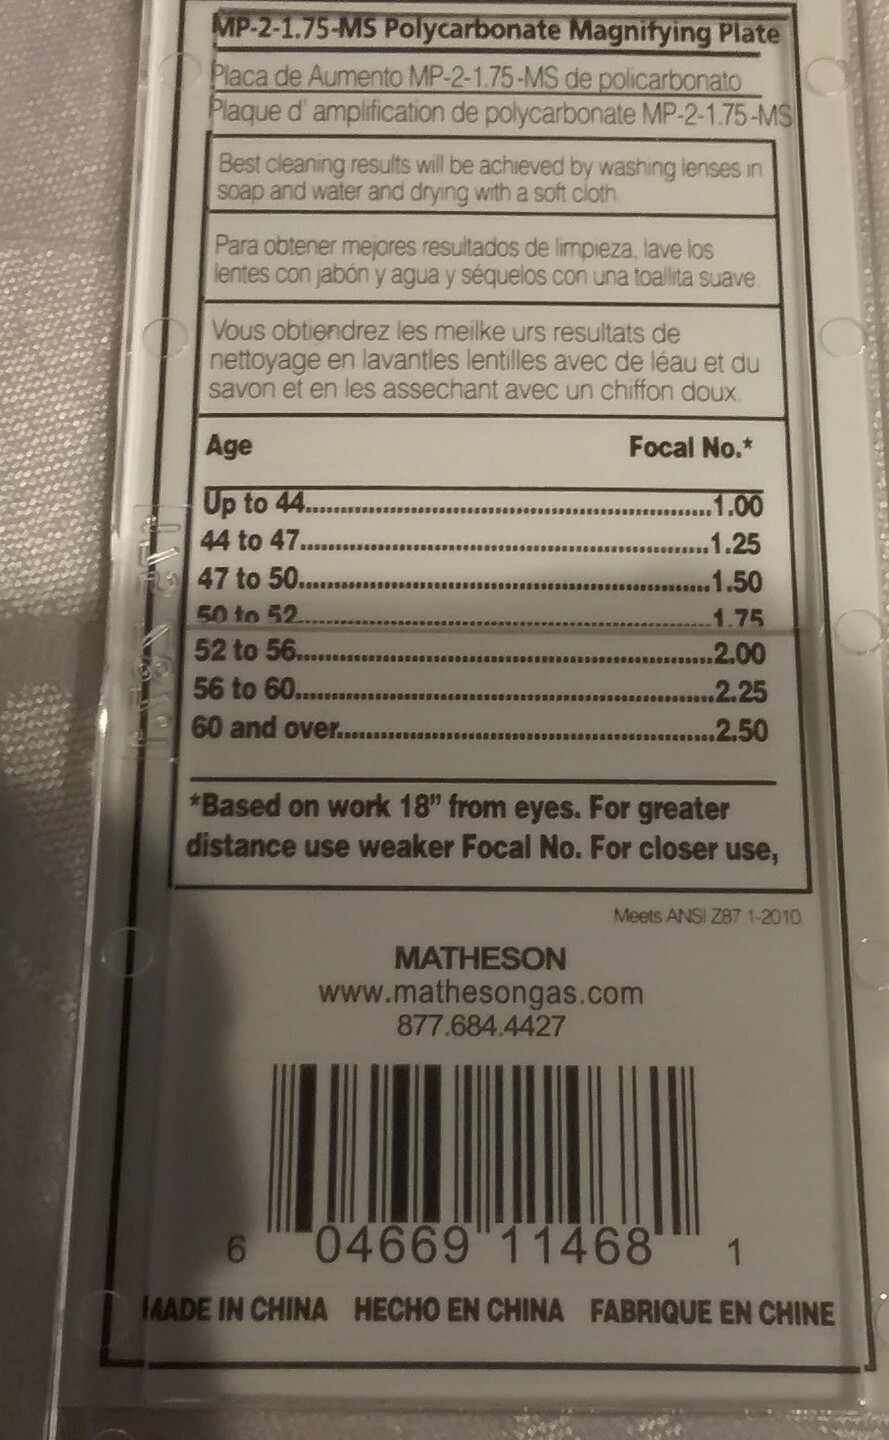 MP-2-1.75-MS Polycarbonate Magnifying Plate
Placa de Aumento MP-2-1.75-MS de policarbonato
Plaque d' amplification de polycarbonate MP-2-1.75-MS
Best cleaning results will be achieved by washing lenses in
soap and water and drying with a soft cloth
Para obtener mejores resultados de limpieza, lave los
lentes con jabón y agua y séquelos con una toallita suave
Vous obtiendrez les meilke urs resultats de
nettoyage en lavantles lentilles avec de léau et du
savon et en les assechant avec un chiffon doux.
Age Focal No.*
Up to 44 1.00
44 to 47 1.25
47 to 50 1.50
50 to 52 1.75
52 to 56 2.00
56 to 60 2.25
60 and over 2.50
*Based on work 18” from eyes. For greater
distance use weaker Focal No. For closer use,
Meets ANSI Z87 1-2010
MATHESON
www.mathesongas.com
877.684.4427
6 04669 11468 1
MADE IN CHINA HECHO EN CHINA FABRIQUE EN CHINE